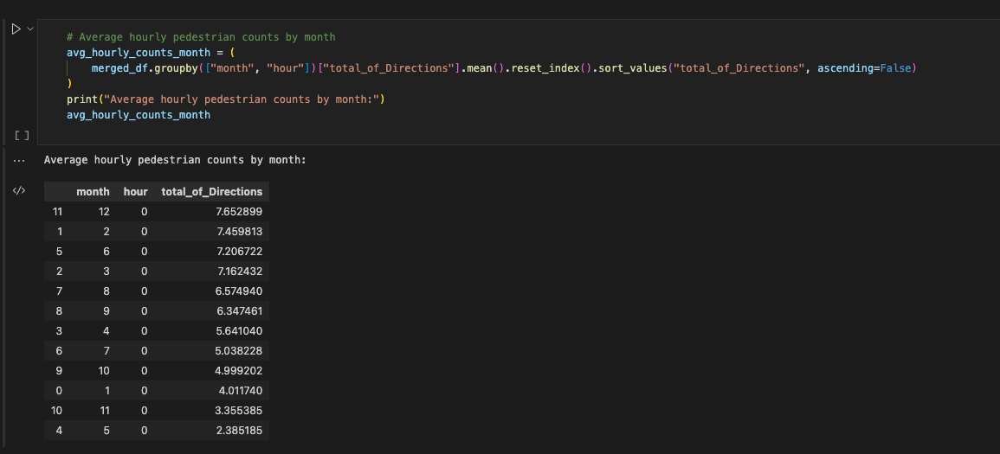 # Average hourly pedestrian counts by month
avg_hourly_counts_month = (
merged_df.groupby(["month", "hour"])["total_of_Directions"].mean().reset_index().sort_values("total_of_Directions", ascending=False)
)
print("Average hourly pedestrian counts by month:")
avg_hourly_counts_month
[ ]
... Average hourly pedestrian counts by month:
</>
month hour total_of_Directions
11 12 0 7.652899
1 2 0 7.459813
5 6 0 7.206722
2 3 0 7.162432
7 8 0 6.574940
8 9 0 6.347461
3 4 0 5.641040
6 7 0 5.038228
9 10 0 4.999202
0 1 0 4.011740
10 11 0 3.355385
4 5 0 2.385185